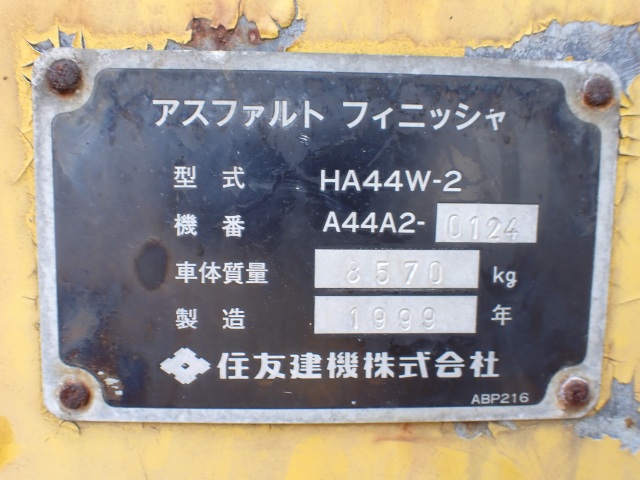 アスファルト フィニッシャ
型式 HA44W-2
機番 A44A2-0124
車体質量 8570 kg
製造 1999 年
住友建機株式会社
ABP216